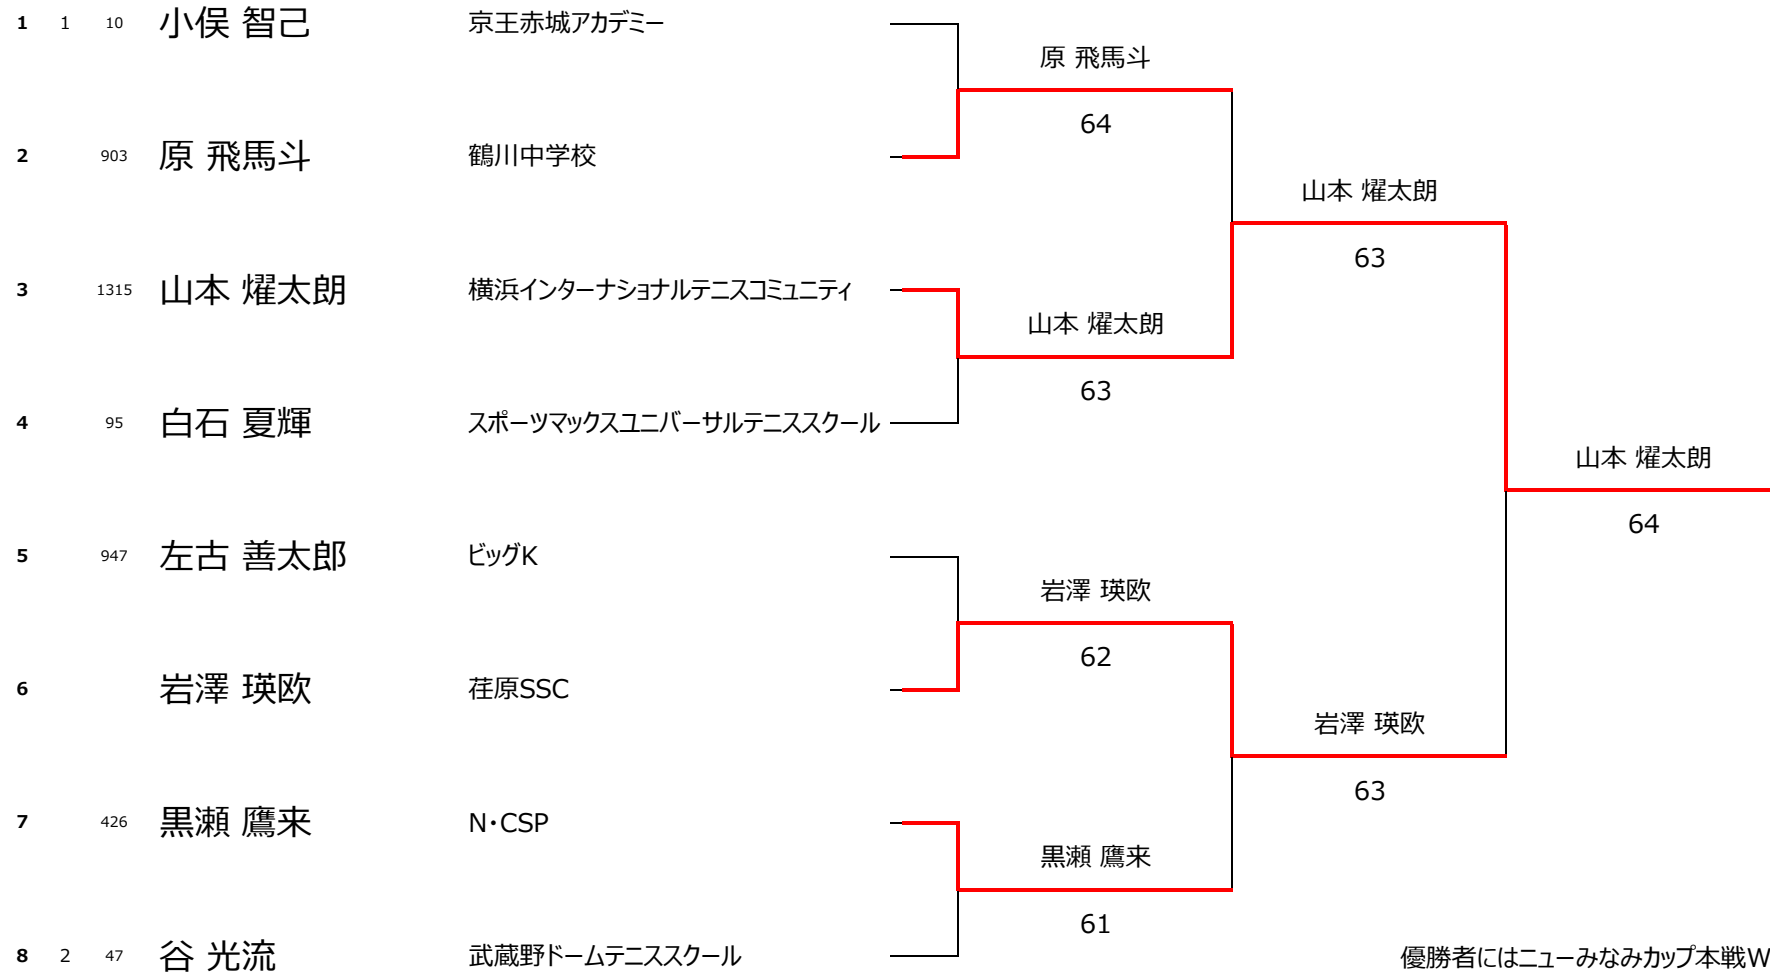 1 1 10 小俣 智己 京王赤城アカデミー
原 飛馬斗
64
2 903 原 飛馬斗 鶴川中学校
山本 燿太朗
63
3 1315 山本 燿太朗 横浜インターナショナルテニスコミュニティ
山本 燿太朗
63
4 95 白石 夏輝 スポーツマックスユニバーサルテニススクール
山本 燿太朗
64
5 947 左古 善太郎 ビッグK
岩澤 瑛欧
62
6 岩澤 瑛欧 荏原SSC
岩澤 瑛欧
63
7 426 黒瀬 鷹来 N・CSP
黒瀬 鷹来
61
8 2 47 谷 光流 武蔵野ドームテニススクール
優勝者にはニューみなみカップ本戦W